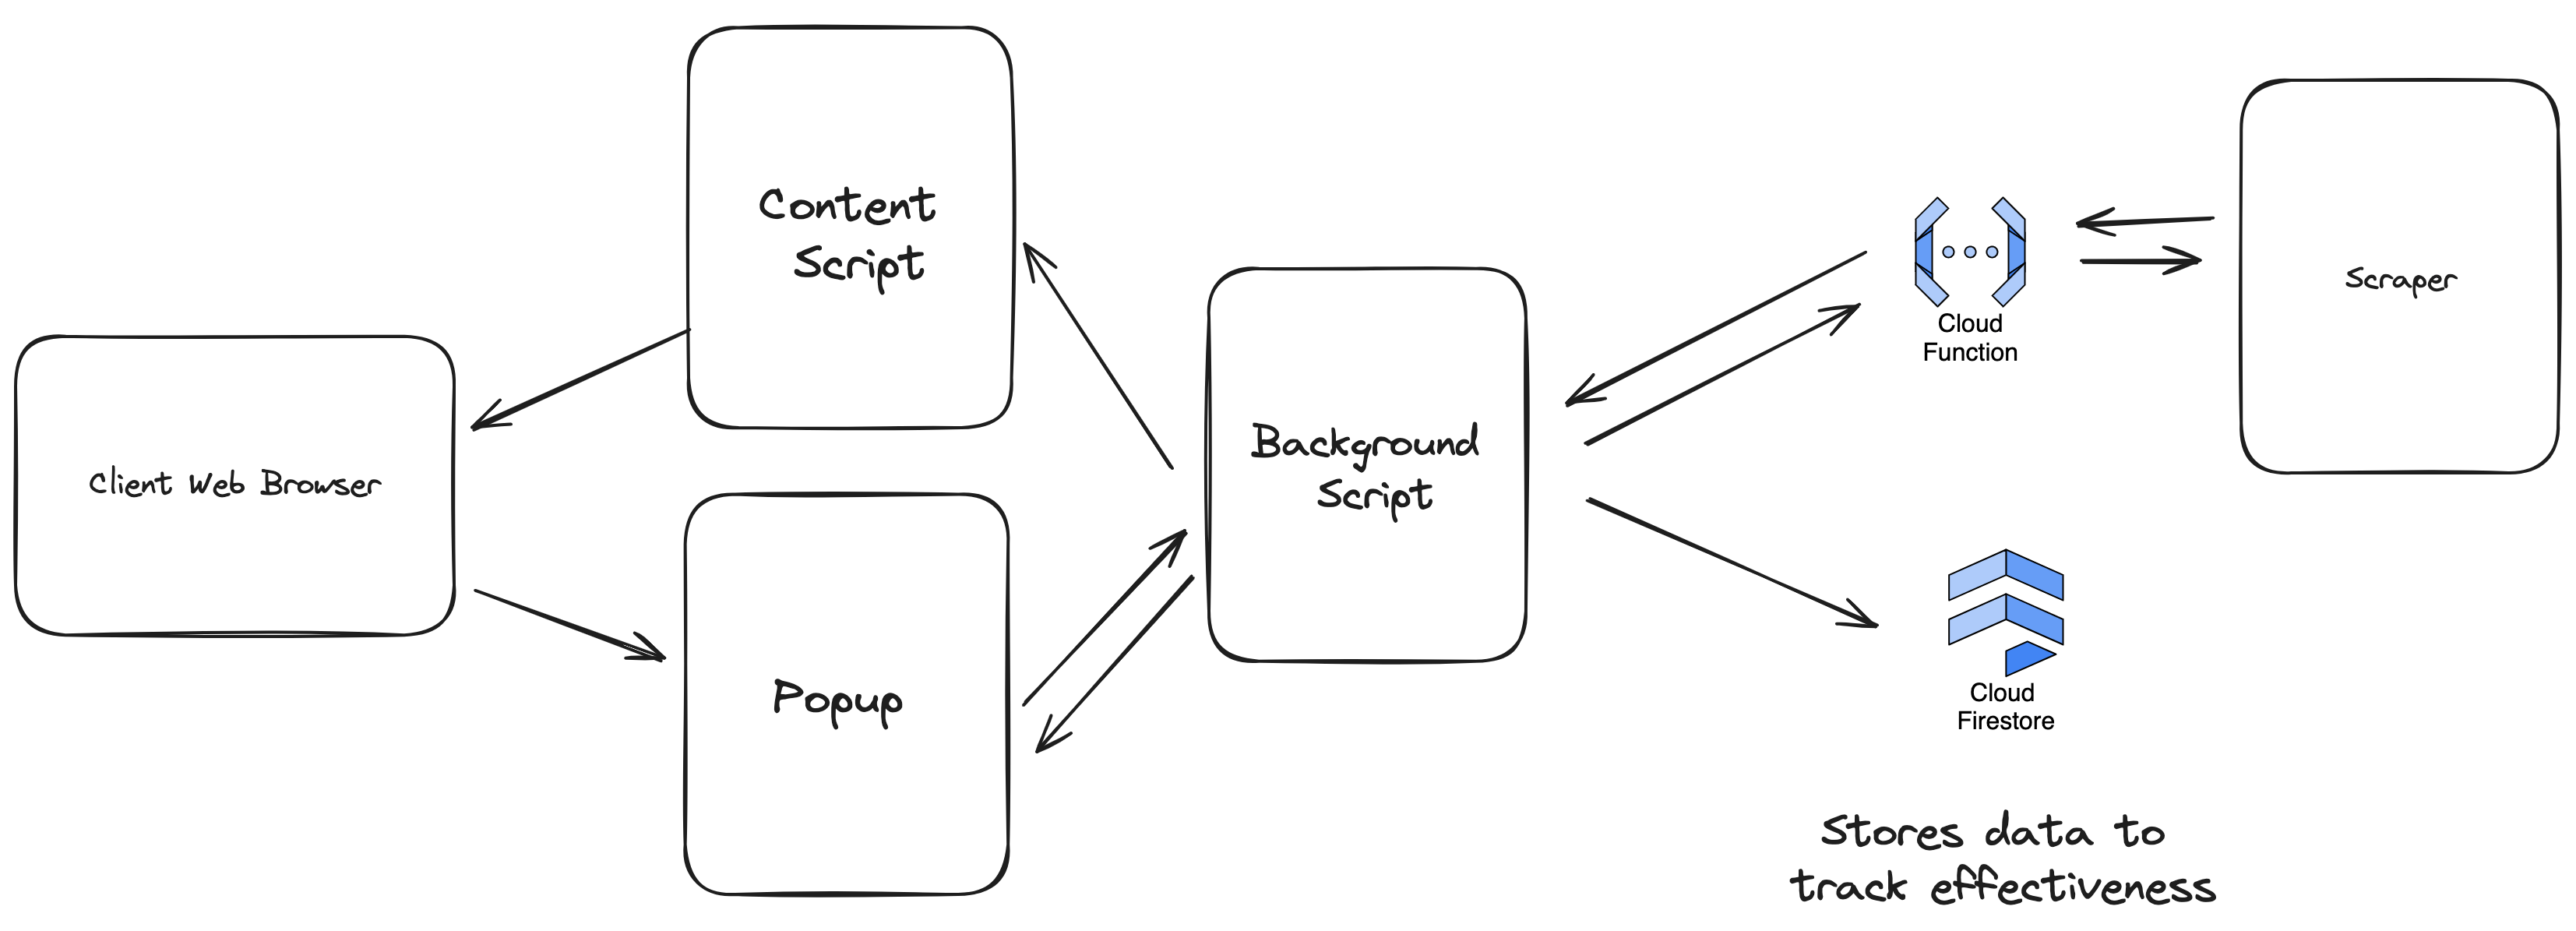 Content
Script
Client Web Browser
Popup
Background
Script
Cloud
Function
Scraper
Cloud
Firestore
Stores data to
track effectiveness